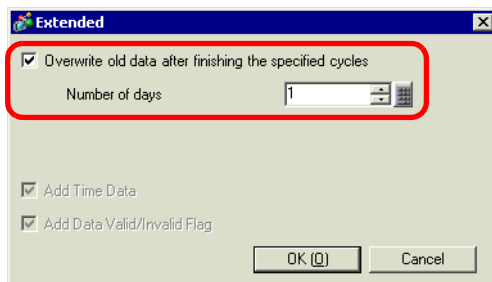 Extended
Overwrite old data after finishing the specified cycles
Number of days 1
Add Time Data
Add Data Valid/Invalid Flag
OK (O) Cancel